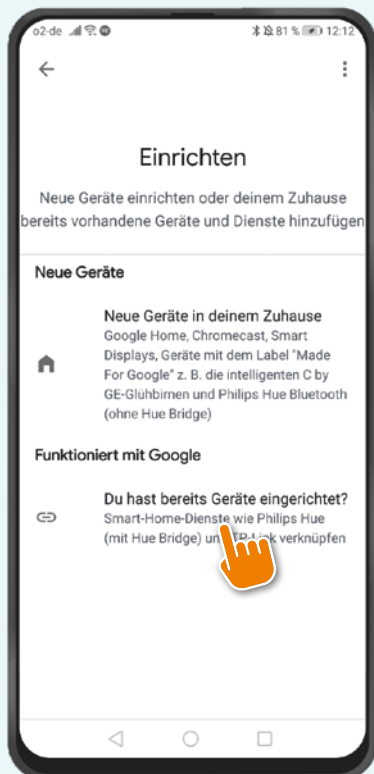 o2-de 81 % 12:12
Einrichten
Neue Geräte einrichten oder deinem Zuhause
bereits vorhandene Geräte und Dienste hinzufügen
Neue Geräte
Neue Geräte in deinem Zuhause
Google Home, Chromecast, Smart
Displays, Geräte mit dem Label "Made
For Google" z. B. die intelligenten C by
GE-Glühbirnen und Philips Hue Bluetooth
(ohne Hue Bridge)
Funktioniert mit Google
Du hast bereits Geräte eingerichtet?
Smart-Home-Dienste wie Philips Hue
(mit Hue Bridge) und TP-Link verknüpfen